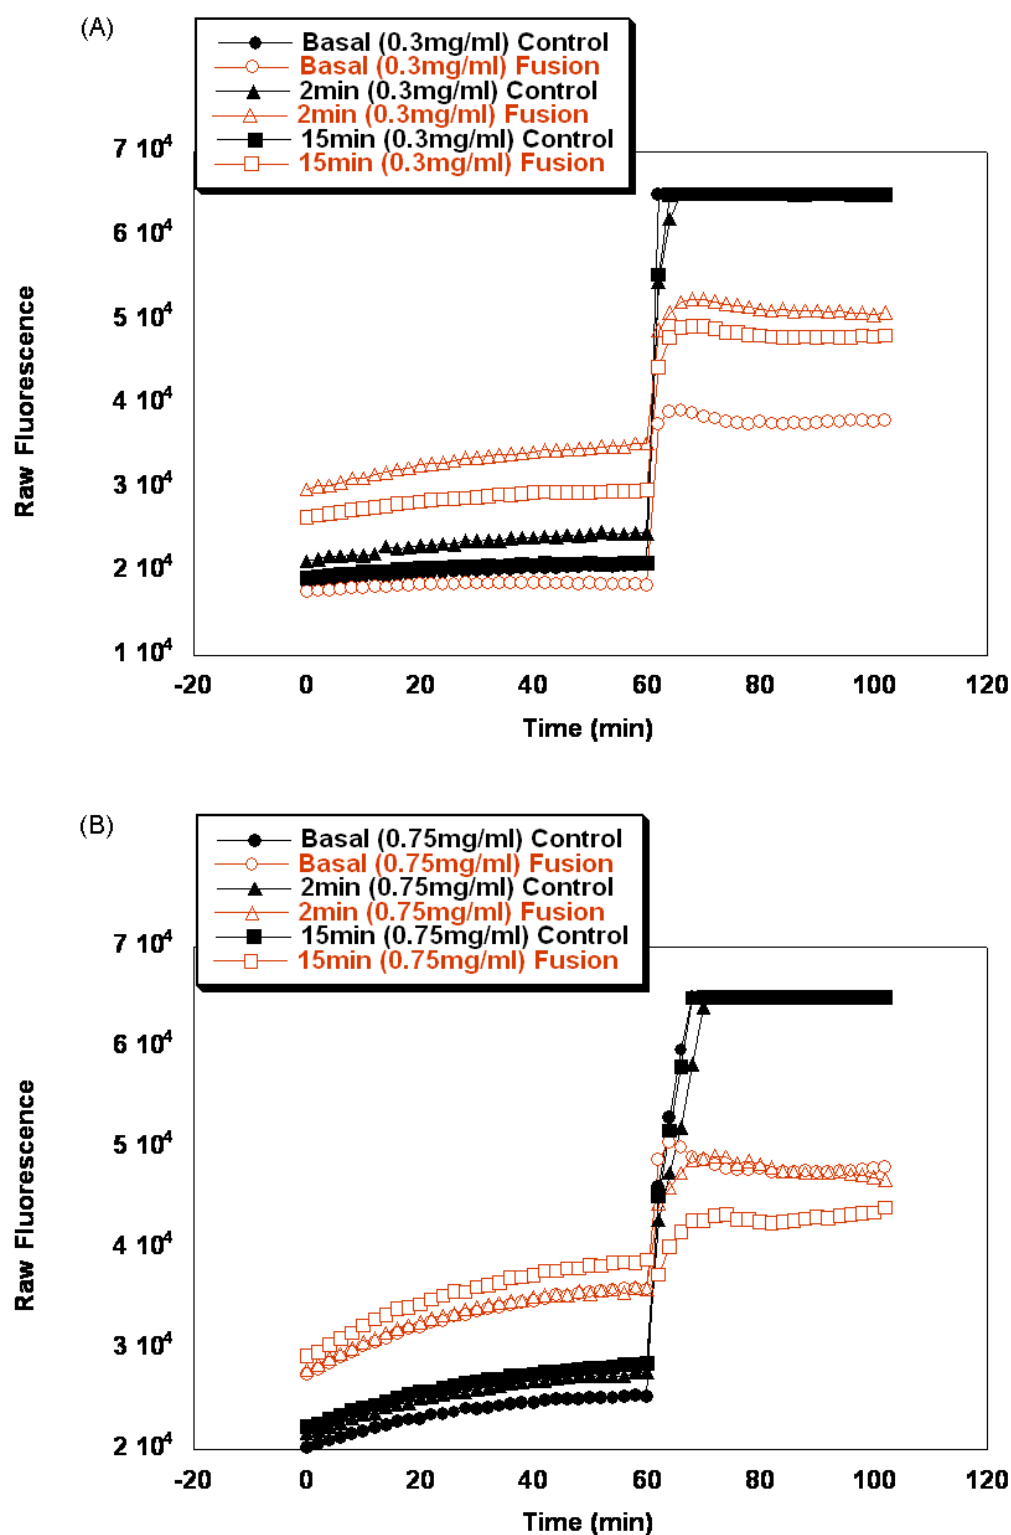 (A)
Basal (0.3mg/ml) Control
Basal (0.3mg/ml) Fusion
2min (0.3mg/ml) Control
2min (0.3mg/ml) Fusion
15min (0.3mg/ml) Control
15min (0.3mg/ml) Fusion
7 10⁴
6 10⁴
5 10⁴
4 10⁴
3 10⁴
2 10⁴
1 10⁴
Raw Fluorescence
-20 0 20 40 60 80 100 120
Time (min)
(B)
Basal (0.75mg/ml) Control
Basal (0.75mg/ml) Fusion
2min (0.75mg/ml) Control
2min (0.75mg/ml) Fusion
15min (0.75mg/ml) Control
15min (0.75mg/ml) Fusion
7 10⁴
6 10⁴
5 10⁴
4 10⁴
3 10⁴
2 10⁴
Raw Fluorescence
-20 0 20 40 60 80 100 120
Time (min)